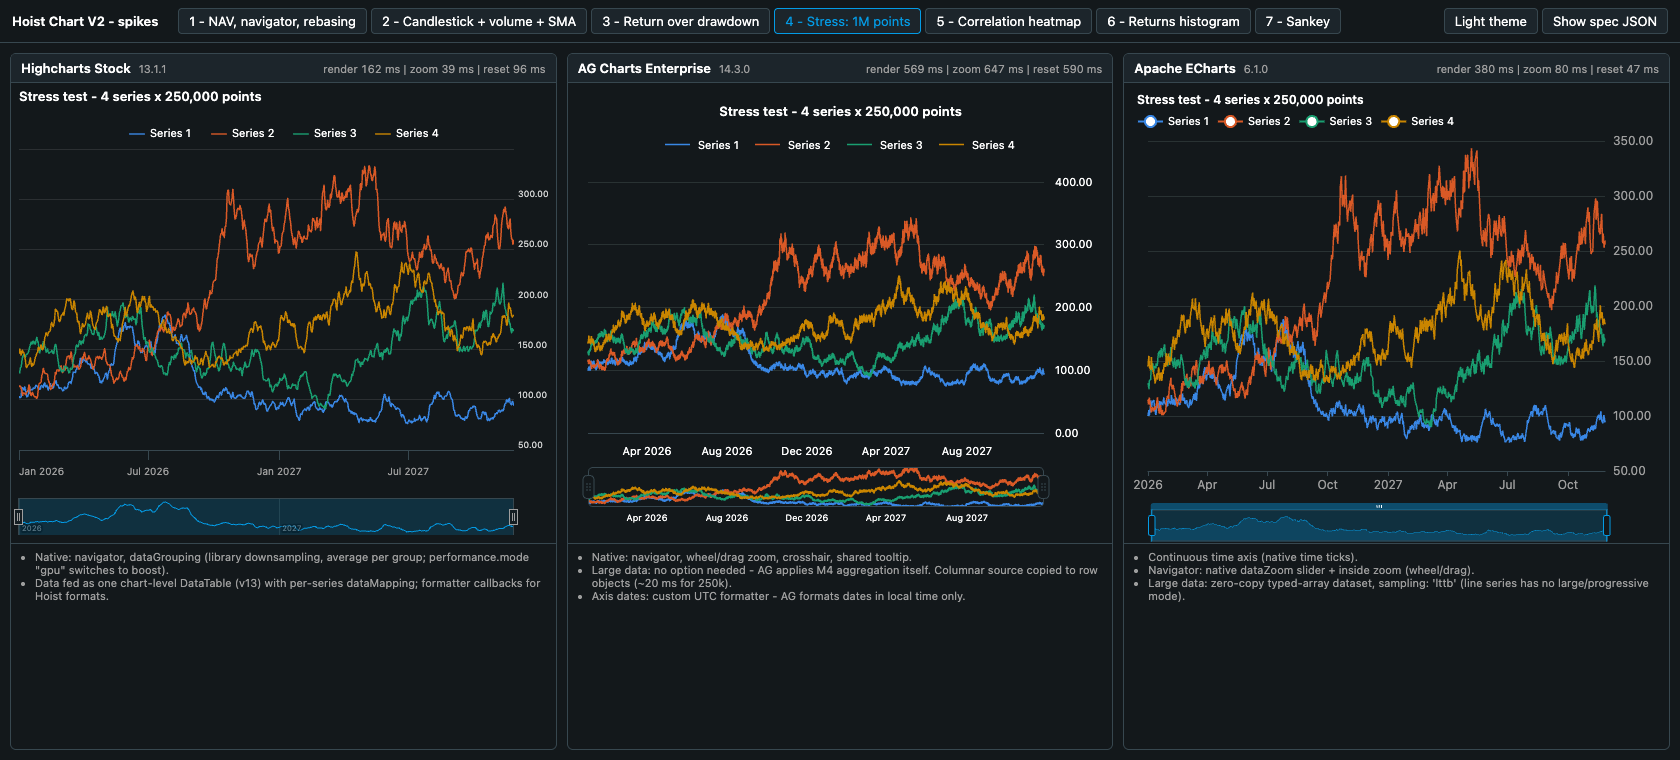 Hoist Chart V2 - spikes
1 - NAV, navigator, rebasing
2 - Candlestick + volume + SMA
3 - Return over drawdown
4 - Stress: 1M points
5 - Correlation heatmap
6 - Returns histogram
7 - Sankey
Light theme
Show spec JSON
Highcharts Stock 13.1.1
render 162 ms | zoom 39 ms | reset 96 ms
Stress test - 4 series x 250,000 points
Series 1 Series 2 Series 3 Series 4
300.00
250.00
200.00
150.00
100.00
50.00
Jan 2026 Jul 2026 Jan 2027 Jul 2027
2026 2027
Native: navigator, dataGrouping (library downsampling, average per group; performance.mode
"gpu" switches to boost).
Data fed as one chart-level DataTable (v13) with per-series dataMapping; formatter callbacks for
Hoist formats.
AG Charts Enterprise 14.3.0
render 569 ms | zoom 647 ms | reset 590 ms
Stress test - 4 series x 250,000 points
Series 1 Series 2 Series 3 Series 4
400.00
300.00
200.00
100.00
0.00
Apr 2026 Aug 2026 Dec 2026 Apr 2027 Aug 2027
Apr 2026 Aug 2026 Dec 2026 Apr 2027 Aug 2027
Native: navigator, wheel/drag zoom, crosshair, shared tooltip.
Large data: no option needed - AG applies M4 aggregation itself. Columnar source copied to row
objects (~20 ms for 250k).
Axis dates: custom UTC formatter - AG formats dates in local time only.
Apache ECharts 6.1.0
render 380 ms | zoom 80 ms | reset 47 ms
Stress test - 4 series x 250,000 points
Series 1 Series 2 Series 3 Series 4
350.00
300.00
250.00
200.00
150.00
100.00
50.00
2026 Apr Jul Oct 2027 Apr Jul Oct
Continuous time axis (native time ticks).
Navigator: native dataZoom slider + inside zoom (wheel/drag).
Large data: zero-copy typed-array dataset, sampling: 'lttb' (line series has no large/progressive
mode).